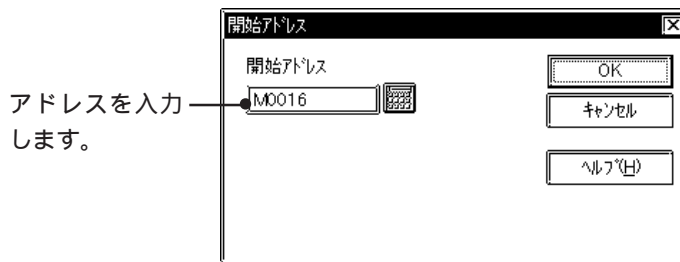 開始ｱﾄﾞﾚｽ
開始ｱﾄﾞﾚｽ
M0016
OK
ｷｬﾝｾﾙ
ﾍﾙﾌﾟ(H)
アドレスを入力
します。